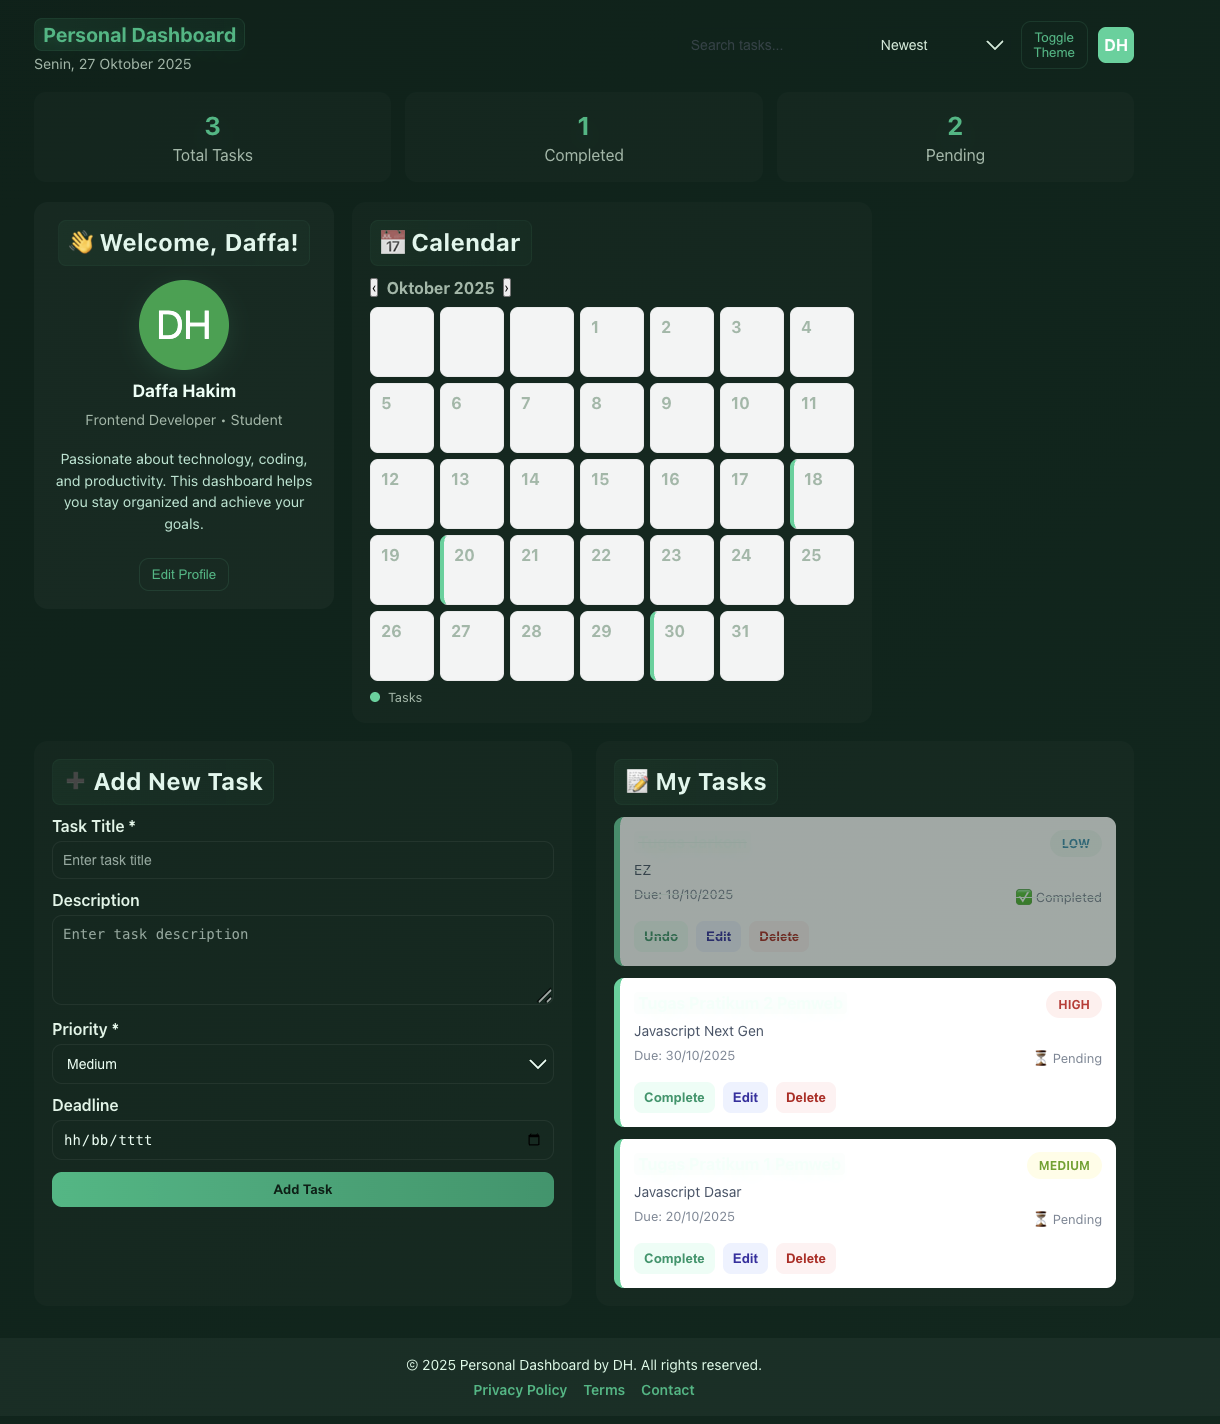 Personal Dashboard
Senin, 27 Oktober 2025
Search tasks...
Newest
Toggle
Theme
DH
3
Total Tasks
1
Completed
2
Pending
👋 Welcome, Daffa!
DH
Daffa Hakim
Frontend Developer • Student
Passionate about technology, coding,
and productivity. This dashboard helps
you stay organized and achieve your
goals.
Edit Profile
📅 Calendar
‹ Oktober 2025 ›
1 2 3 4
5 6 7 8 9 10 11
12 13 14 15 16 17 18
19 20 21 22 23 24 25
26 27 28 29 30 31
Tasks
➕ Add New Task
Task Title *
Enter task title
Description
Enter task description
Priority *
Medium
Deadline
hh/bb/tttt
Add Task
📝 My Tasks
LOW
EZ
Due: 18/10/2025
✅ Completed
Undo Edit Delete
HIGH
Javascript Next Gen
Due: 30/10/2025
⏳ Pending
Complete Edit Delete
MEDIUM
Javascript Dasar
Due: 20/10/2025
⏳ Pending
Complete Edit Delete
© 2025 Personal Dashboard by DH. All rights reserved.
Privacy Policy Terms Contact